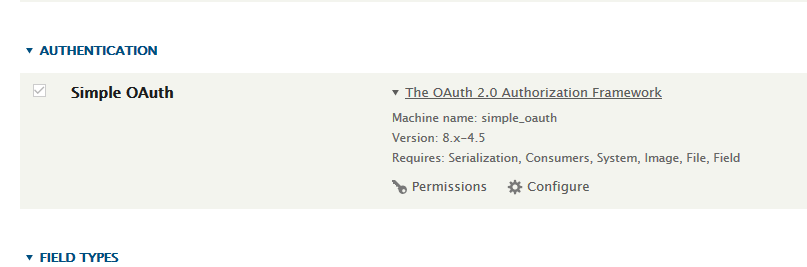 AUTHENTICATION
Simple OAuth
The OAuth 2.0 Authorization Framework
Machine name: simple_oauth
Version: 8.x-4.5
Requires: Serialization, Consumers, System, Image, File, Field
Permissions Configure
FIELD TYPES